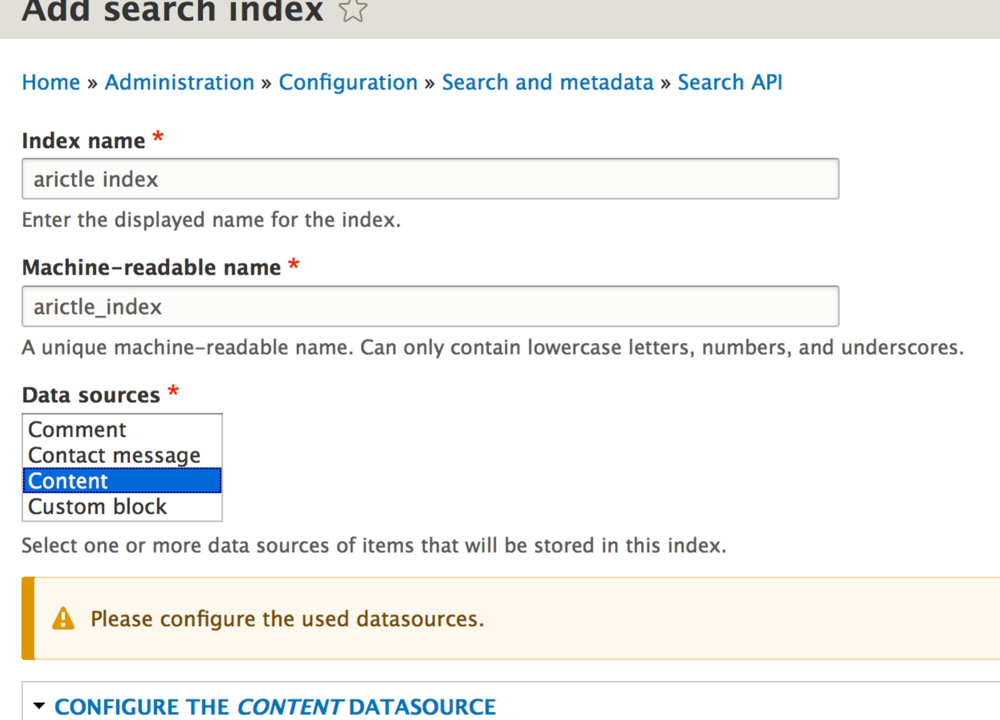 Add search index
Home » Administration » Configuration » Search and metadata » Search API
Index name *
arictle index
Enter the displayed name for the index.
Machine-readable name *
arictle_index
A unique machine-readable name. Can only contain lowercase letters, numbers, and underscores.
Data sources *
Comment
Contact message
Content
Custom block
Select one or more data sources of items that will be stored in this index.
Please configure the used datasources.
CONFIGURE THE CONTENT DATASOURCE